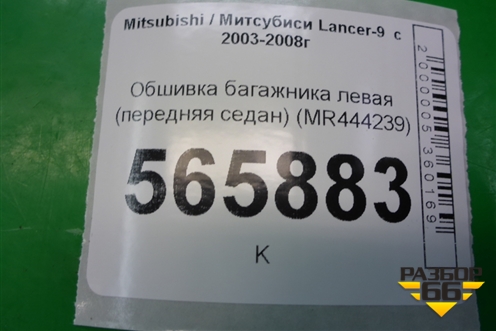 Mitsubishi / Митсубиси Lancer-9 с
2003-2008г
Обшивка багажника левая
(передняя седан) (MR444239)
565883
К
2000005360169
РАЗБОР
66